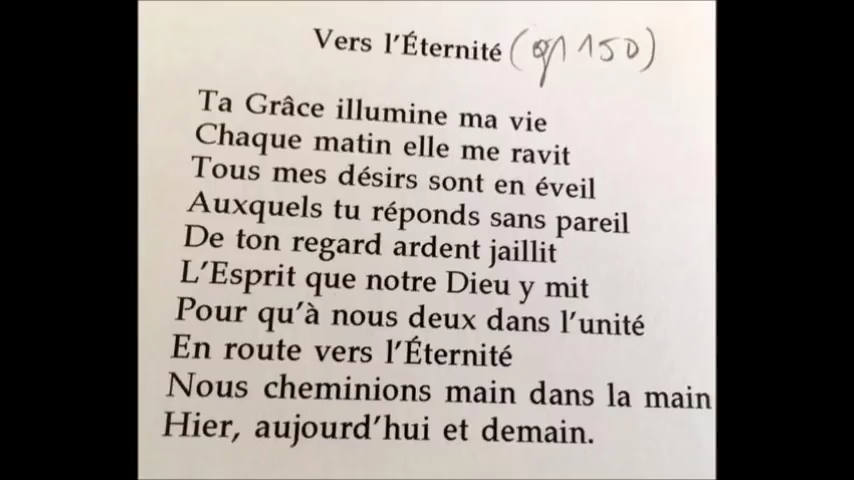 Vers l'Éternité (op 150)
Ta Grâce illumine ma vie
Chaque matin elle me ravit
Tous mes désirs sont en éveil
Auxquels tu réponds sans pareil
De ton regard ardent jaillit
L'Esprit que notre Dieu y mit
Pour qu'à nous deux dans l'unité
En route vers l'Éternité
Nous cheminions main dans la main
Hier, aujourd'hui et demain.